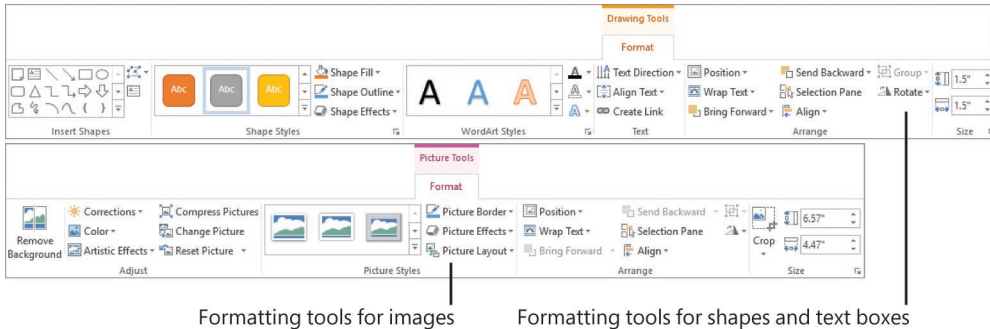 Drawing Tools
Format
Abc Abc Abc
Shape Fill
Shape Outline
Shape Effects
A A A
A
A
A
Text Direction
Align Text
Create Link
Position
Wrap Text
Bring Forward
Send Backward
Selection Pane
Align
Group
Rotate
1.5"
1.5"
Insert Shapes
Shape Styles
WordArt Styles
Text
Arrange
Size
Picture Tools
Format
Remove
Background
Corrections
Color
Artistic Effects
Compress Pictures
Change Picture
Reset Picture
Picture Border
Picture Effects
Picture Layout
Position
Wrap Text
Bring Forward
Send Backward
Selection Pane
Align
Crop
6.57"
4.47"
Adjust
Picture Styles
Arrange
Size
Formatting tools for images
Formatting tools for shapes and text boxes